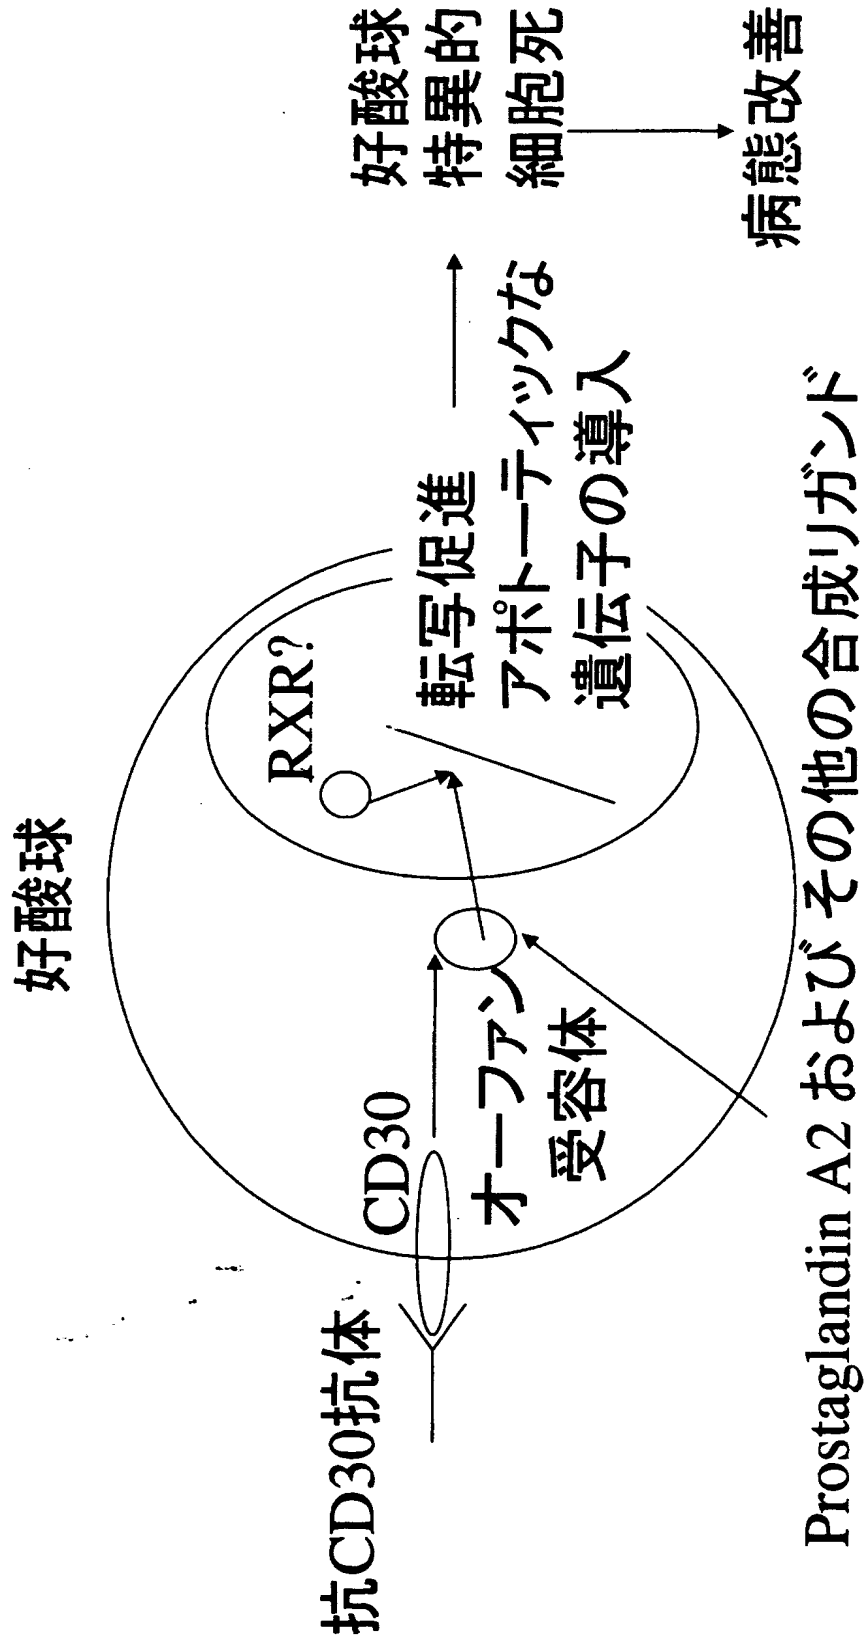 好酸球
抗CD30抗体
CD30
オーファン
受容体
RXR?
転写促進
アポトーティックな
遺伝子の導入
好酸球
特異的
細胞死
病態改善
Prostaglandin A2 および その他の合成リガンド